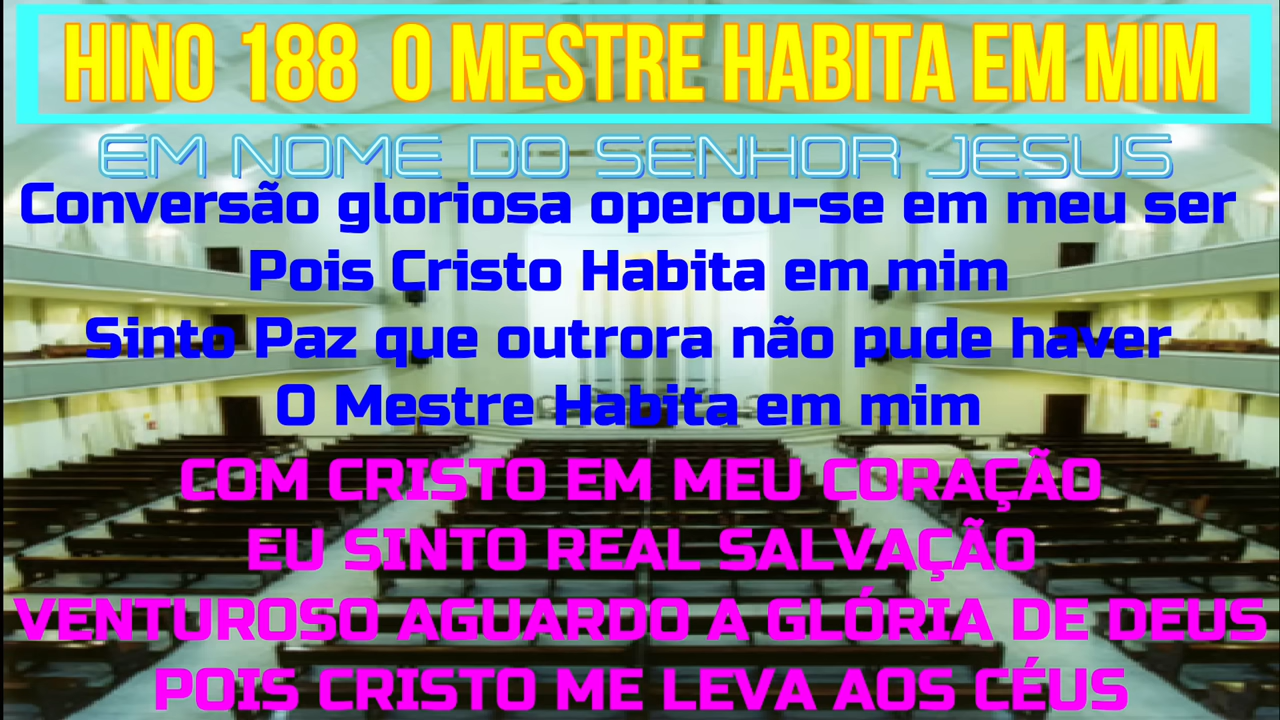 HINO 188 O MESTRE HABITA EM MIM
EM NOME DO SENHOR JESUS
Conversão gloriosa operou-se em meu ser
Pois Cristo Habita em mim
Sinto Paz que outrora não pude haver
O Mestre Habita em mim
COM CRISTO EM MEU CORAÇÃO
EU SINTO REAL SALVAÇÃO
VENTUROSO AGUARDO A GLÓRIA DE DEUS
POIS CRISTO ME LEVA AOS CÉUS